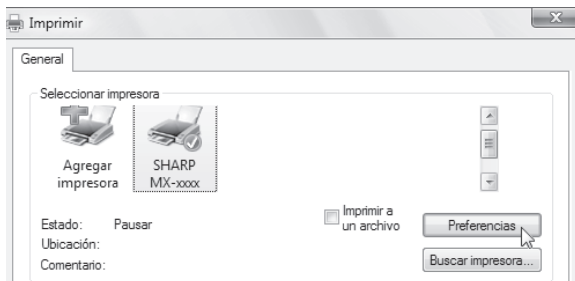 Imprimir
General
Seleccionar impresora
Agregar
impresora
SHARP
MX-xxxx
Estado: Pausar
Ubicación:
Comentario:
Imprimir a
un archivo
Preferencias
Buscar impresora...